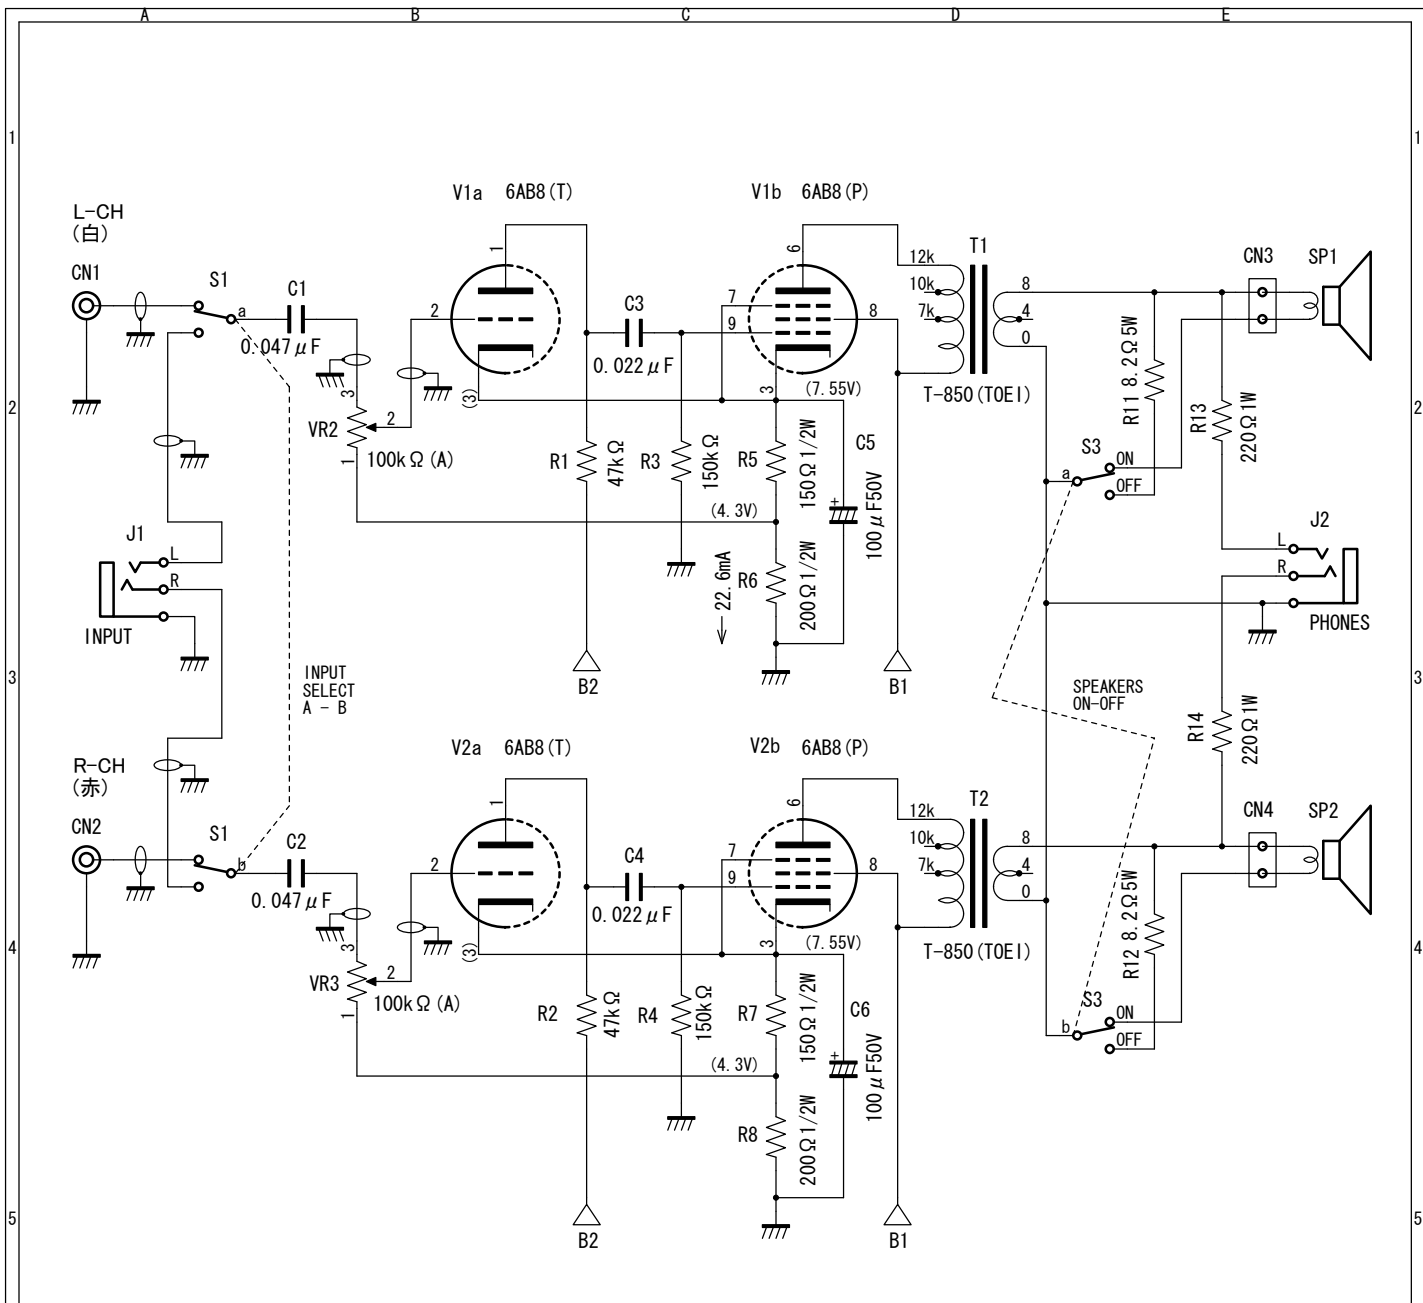 A B C D E
1 1
V1a 6AB8(T)
V1b 6AB8(P)
L-CH
(白)
CN1
S1
C1
a
0.047μF
1
2
C3
0.022μF
6
7
9
8
3
(7.55V)
12k
10k
7k
T1
8
4
0
T-850(TOEI)
CN3
SP1
2 2
3
VR2
2
1
100kΩ(A)
(3)
R1
47kΩ
R3
150kΩ
R5
150Ω1/2W
C5
+
100μF50V
(4.3V)
22.6mA
R6
200Ω1/2W
R11 8.2Ω5W
R13
220Ω1W
S3
a
ON
OFF
J1
L
R
INPUT
J2
L
R
PHONES
B2
B1
3 3
INPUT
SELECT
A - B
SPEAKERS
ON-OFF
R14
220Ω1W
V2a 6AB8(T)
V2b 6AB8(P)
R-CH
(赤)
CN2
S1
C2
b
0.047μF
1
2
C4
0.022μF
6
7
9
8
3
(7.55V)
12k
10k
7k
T2
8
4
0
T-850(TOEI)
CN4
SP2
4 4
3
VR3
2
1
100kΩ(A)
(3)
R2
47kΩ
R4
150kΩ
R7
150Ω1/2W
C6
+
100μF50V
(4.3V)
R8
200Ω1/2W
R12 8.2Ω5W
S3
b
ON
OFF
B2
B1
5 5